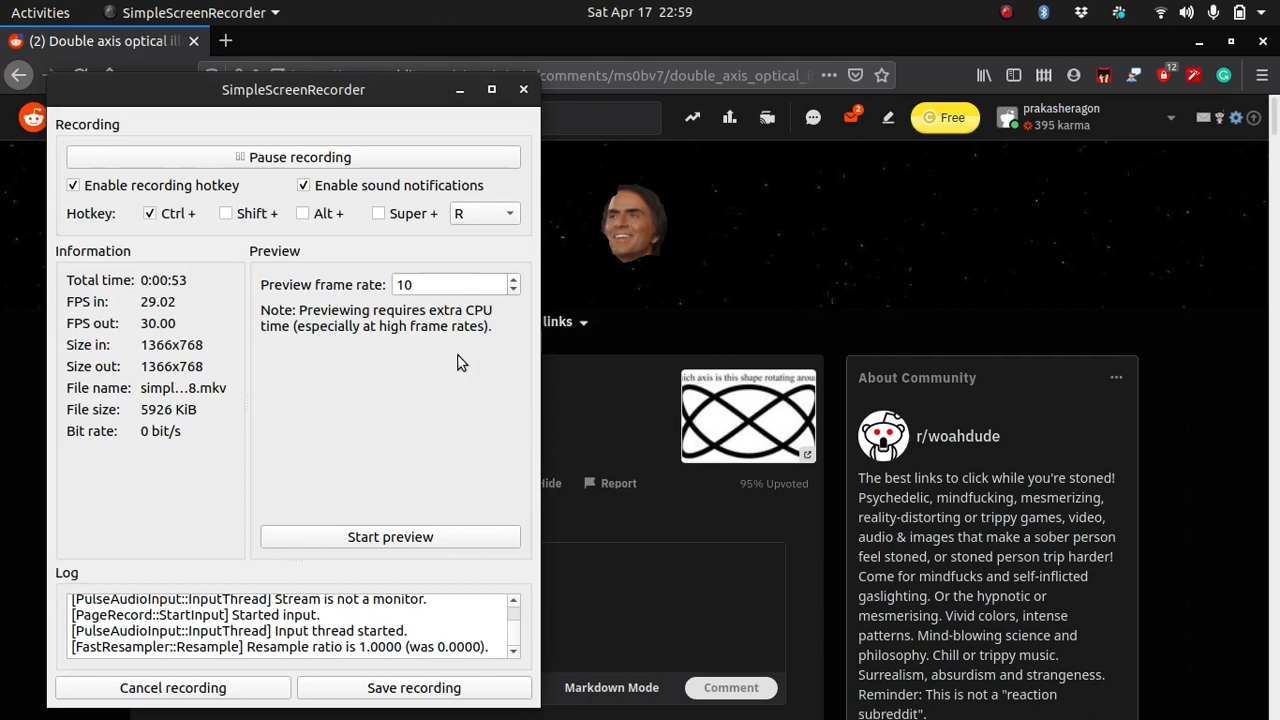 Activities
SimpleScreenRecorder
Sat Apr 17 22:59
(2) Double axis optical ill
comments/ms0bv7/double_axis_optical_il
12
SimpleScreenRecorder
2
Free
prakasheragon
395 karma
Recording
Pause recording
Enable recording hotkey
Enable sound notifications
Hotkey:
Ctrl +
Shift +
Alt +
Super +
R
Information
Total time: 0:00:53
FPS in: 29.02
FPS out: 30.00
Size in: 1366x768
Size out: 1366x768
File name: simpl...8.mkv
File size: 5926 KiB
Bit rate: 0 bit/s
Preview
Preview frame rate: 10
Note: Previewing requires extra CPU
time (especially at high frame rates).
Start preview
Log
[PulseAudioInput::InputThread] Stream is not a monitor.
[PageRecord::StartInput] Started input.
[PulseAudioInput::InputThread] Input thread started.
[FastResampler::Resample] Resample ratio is 1.0000 (was 0.0000).
Cancel recording
Save recording
links
axis is this shape rotating
Hide
Report
95% Upvoted
Markdown Mode
Comment
About Community
r/woahdude
The best links to click while you're stoned!
Psychedelic, mindfucking, mesmerizing,
reality-distorting or trippy games, video,
audio & images that make a sober person
feel stoned, or stoned person trip harder!
Come for mindfucks and self-inflicted
gaslighting. Or the hypnotic or
mesmerising. Vivid colors, intense
patterns. Mind-blowing science and
philosophy. Chill or trippy music.
Surrealism, absurdism and strangeness.
Reminder: This is not a "reaction
subreddit".